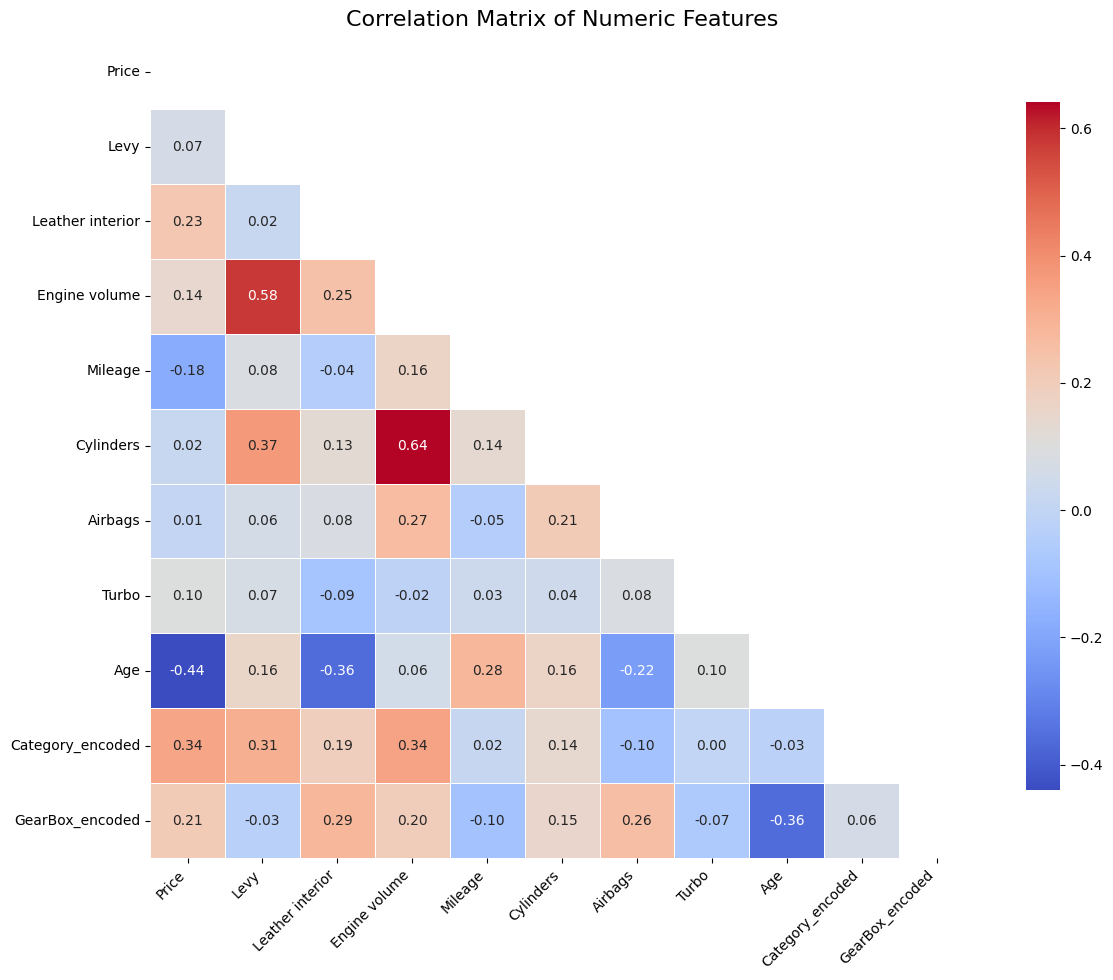 Correlation Matrix of Numeric Features
Price
Levy 0.07
Leather interior 0.23 0.02
Engine volume 0.14 0.58 0.25
Mileage -0.18 0.08 -0.04 0.16
Cylinders 0.02 0.37 0.13 0.64 0.14
Airbags 0.01 0.06 0.08 0.27 -0.05 0.21
Turbo 0.10 0.07 -0.09 -0.02 0.03 0.04 0.08
Age -0.44 0.16 -0.36 0.06 0.28 0.16 -0.22 0.10
Category_encoded 0.34 0.31 0.19 0.34 0.02 0.14 -0.10 0.00 -0.03
GearBox_encoded 0.21 -0.03 0.29 0.20 -0.10 0.15 0.26 -0.07 -0.36 0.06
Price
Levy
Leather interior
Engine volume
Mileage
Cylinders
Airbags
Turbo
Age
Category_encoded
GearBox_encoded
0.6
0.4
0.2
0.0
−0.2
−0.4